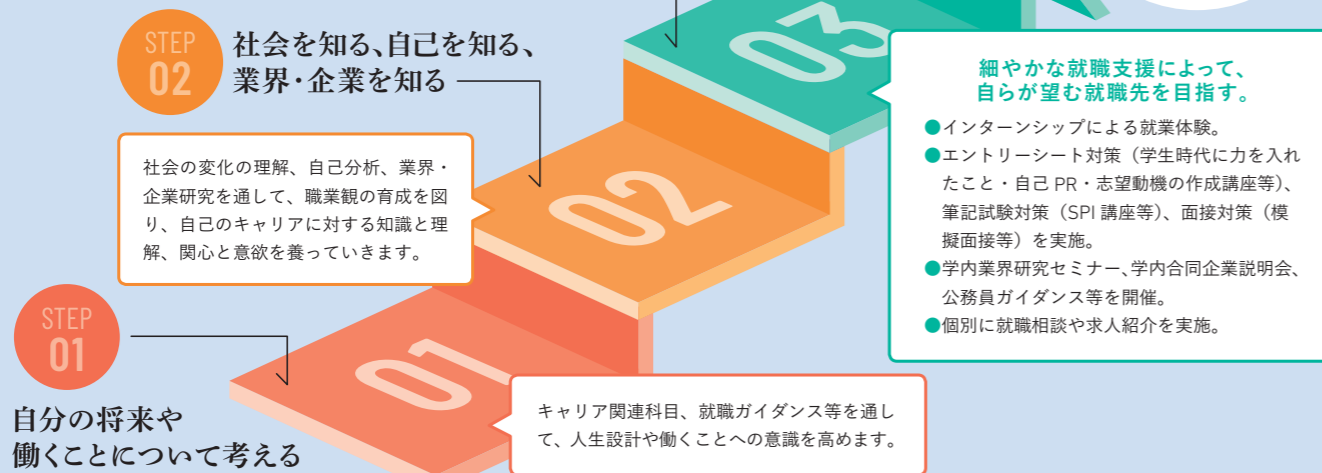 STEP
02
社会を知る、自己を知る、
業界・企業を知る
社会の変化の理解、自己分析、業界・
企業研究を通して、職業観の育成を図
り、自己のキャリアに対する知識と理
解、関心と意欲を養っていきます。
03
細やかな就職支援によって、
自らが望む就職先を目指す。
●インターンシップによる就業体験。
●エントリーシート対策（学生時代に力を入れ
たこと・自己 PR・志望動機の作成講座等）、
筆記試験対策（SPI 講座等）、面接対策（模
擬面接等）を実施。
●学内業界研究セミナー、学内合同企業説明会、
公務員ガイダンス等を開催。
●個別に就職相談や求人紹介を実施。
02
STEP
01
自分の将来や
働くことについて考える
01
キャリア関連科目、就職ガイダンス等を通し
て、人生設計や働くことへの意識を高めます。